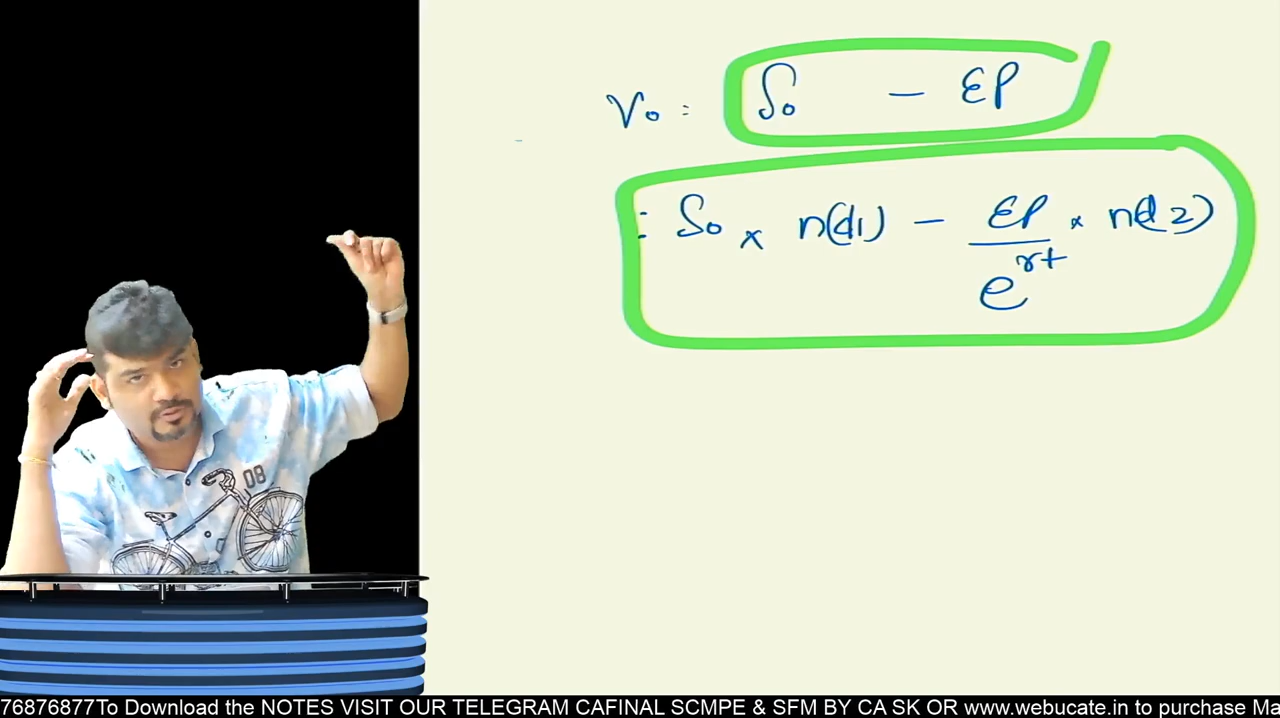 V₀ = S₀ - EP
= S₀ × n(d1) - EP/e^rt × n(d2)
08
76876877To Download the NOTES VISIT OUR TELEGRAM CAFINAL SCMPE & SFM BY CA SK OR www.webucate.in to purchase Ma